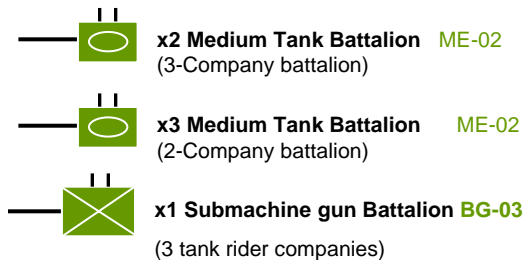 x2 Medium Tank Battalion ME-02
(3-Company battalion)
x3 Medium Tank Battalion ME-02
(2-Company battalion)
x1 Submachine gun Battalion BG-03
(3 tank rider companies)